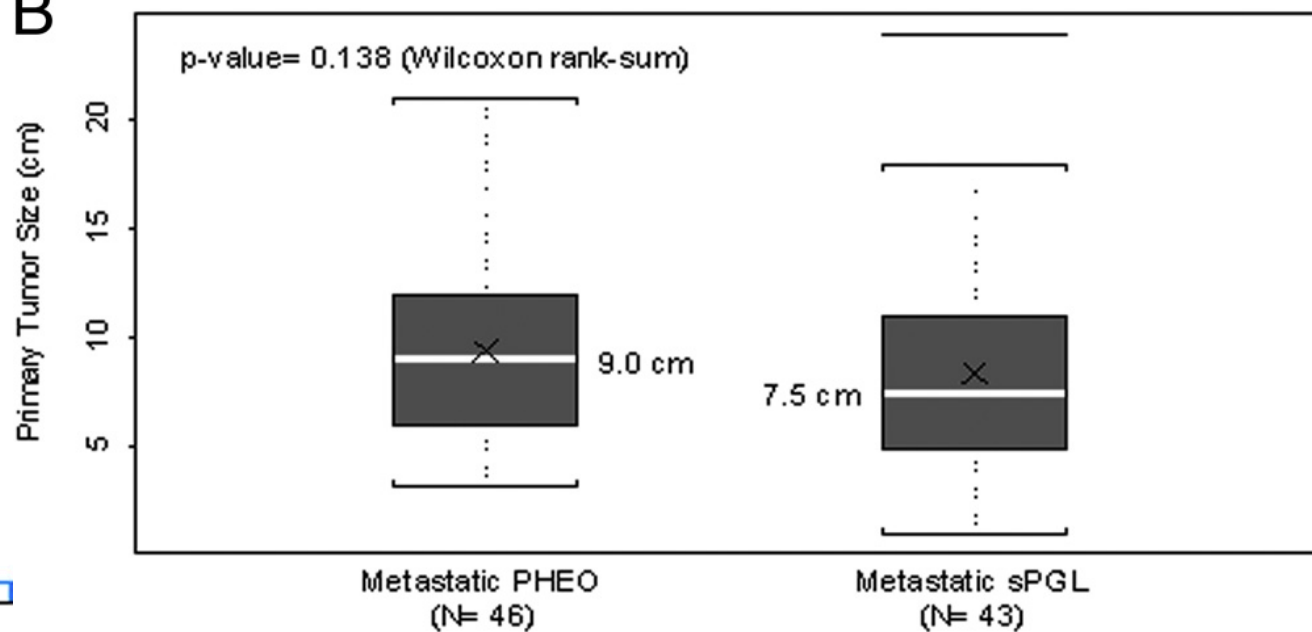 B
p-value= 0.138 (Wilcoxon rank-sum)
Primary Tumor Size (cm)
20
15
10
5
9.0 cm
7.5 cm
Metastatic PHEO
(N= 46)
Metastatic sPGL
(N= 43)